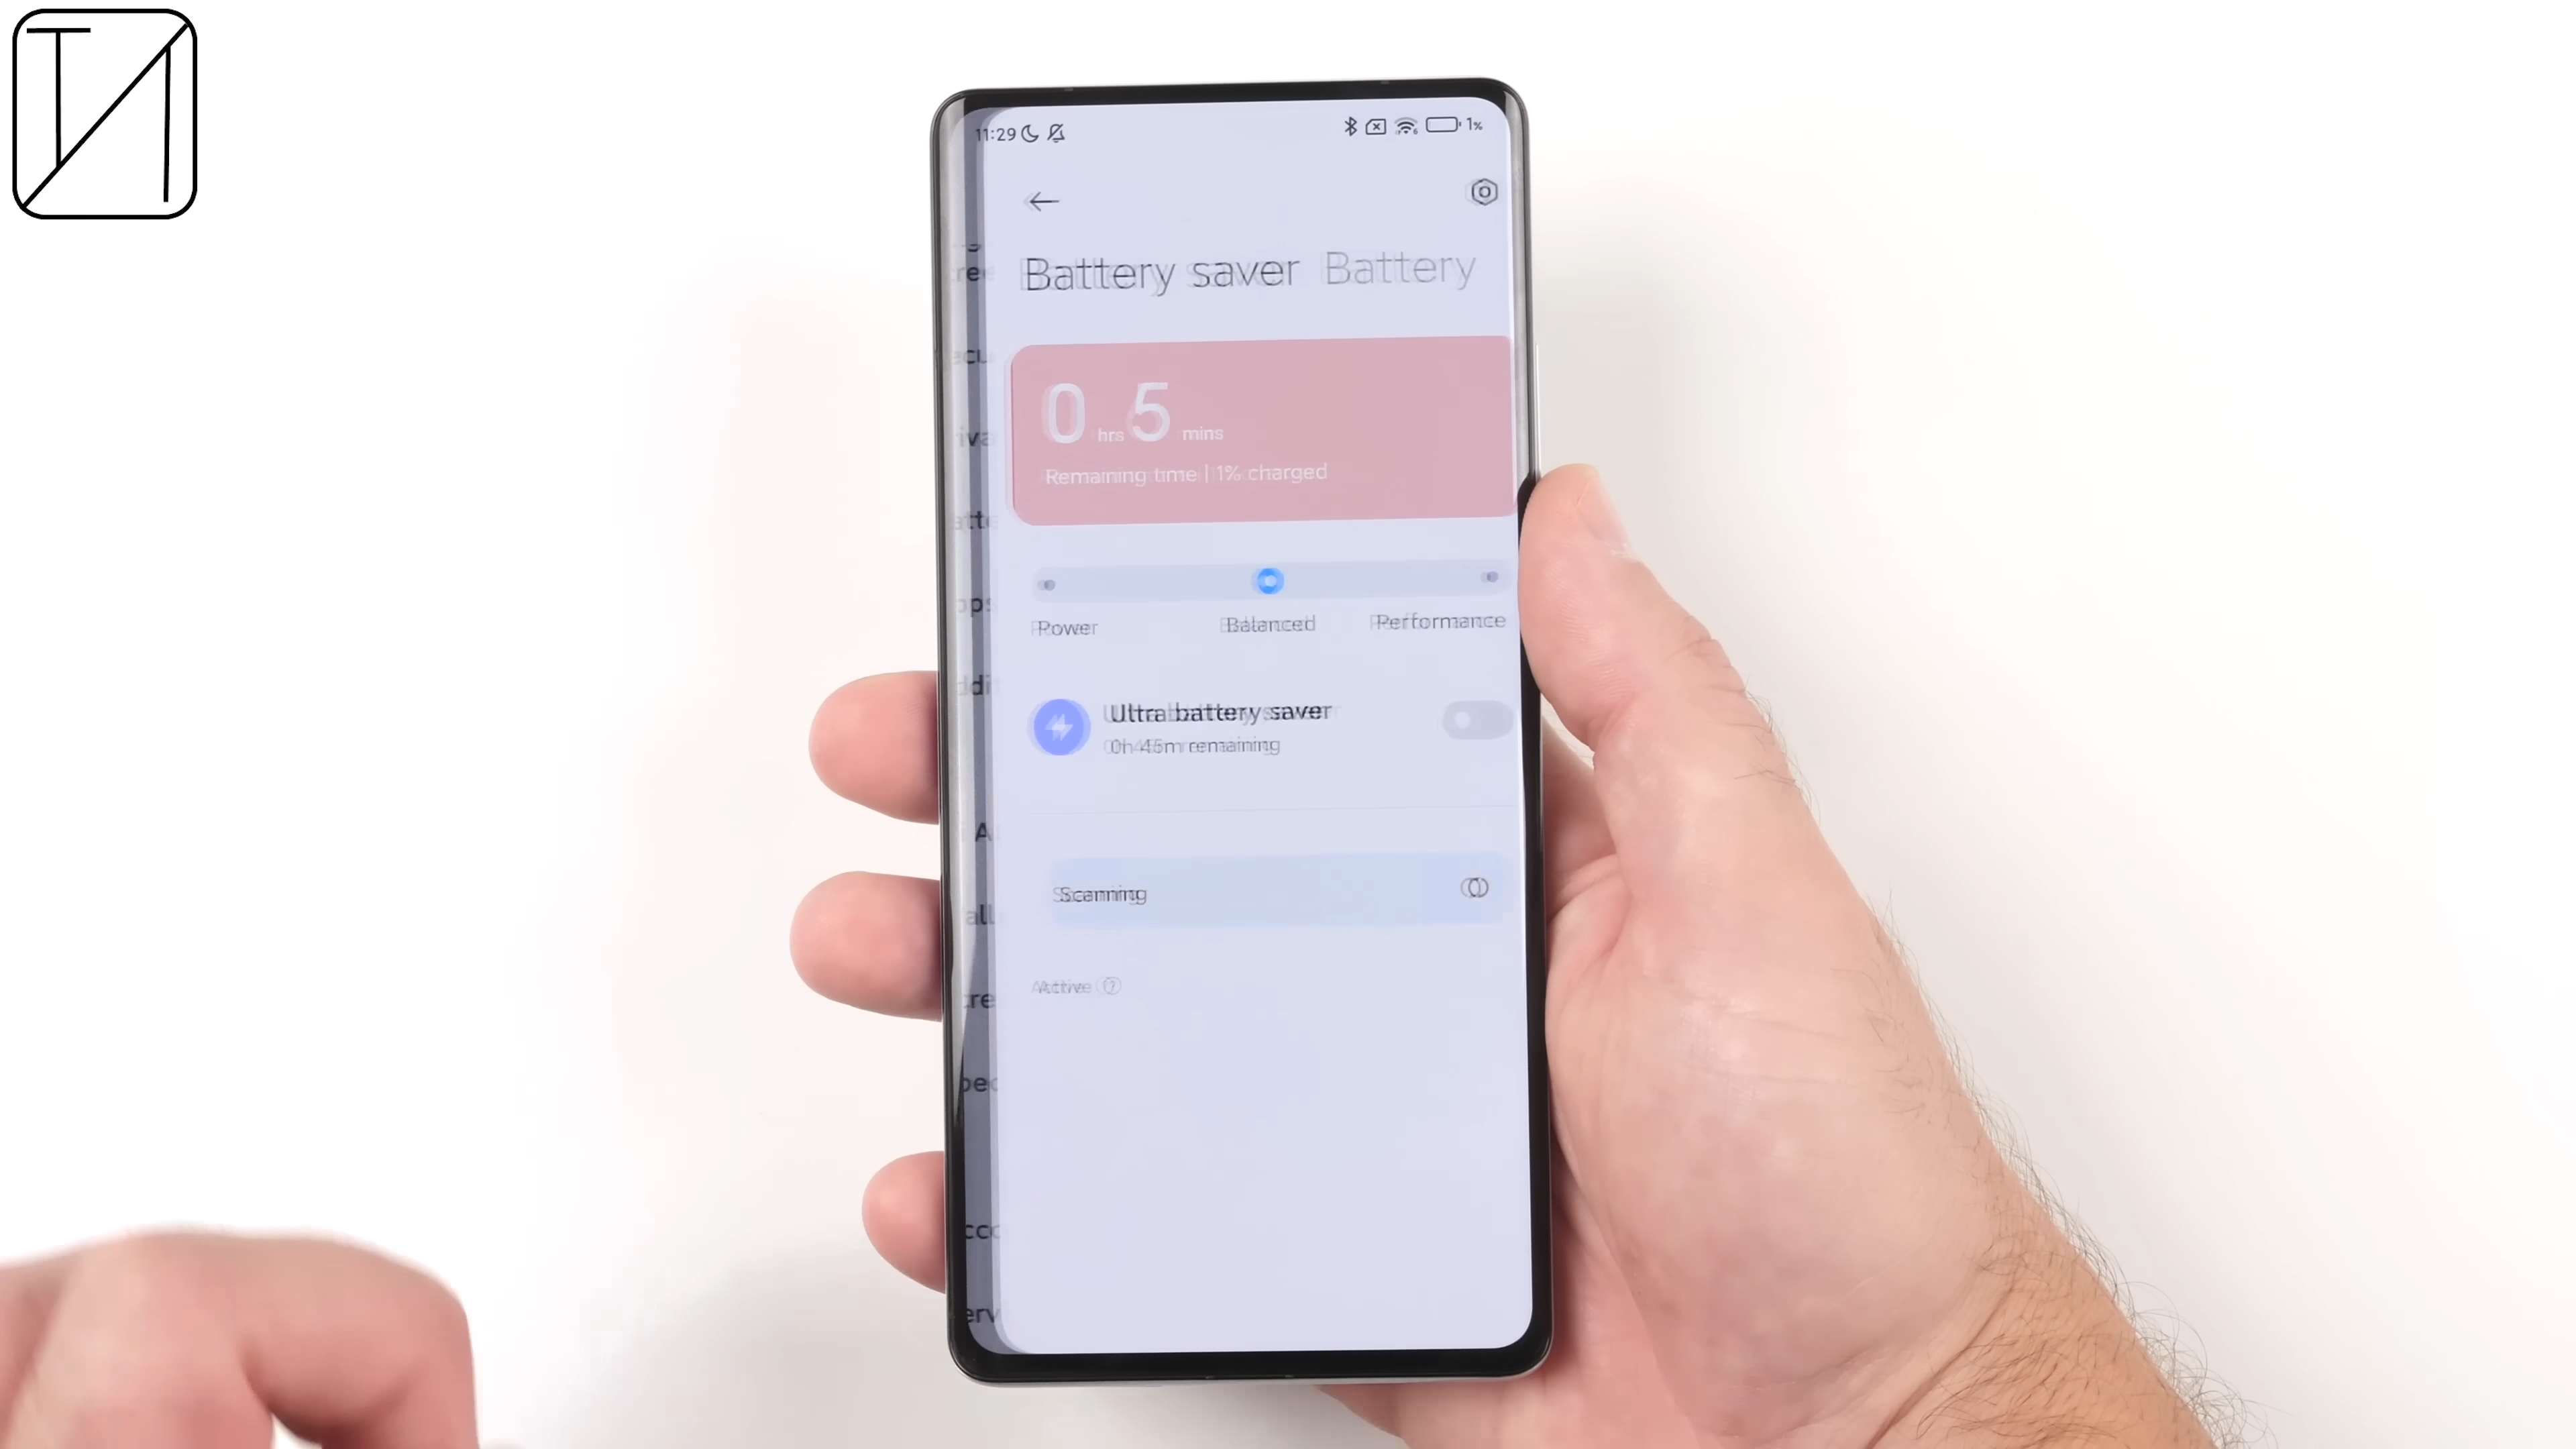 11:29 1%
Battery saver Battery
0 hrs 5 mins
Remaining time | 1% charged
Power Balanced Performance
Ultra battery saver
0h 45m remaining
Scanning
Active